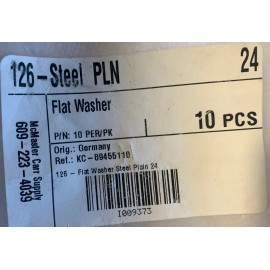 126-Steel PLN 24
Flat Washer
10 PCS
P/N: 10 PER/PK
Orig.: Germany
Ref.: KC-89455110
126 - Flat Washer Steel Plain 24
I009373
McMaster Carr Supply
609-223-4039